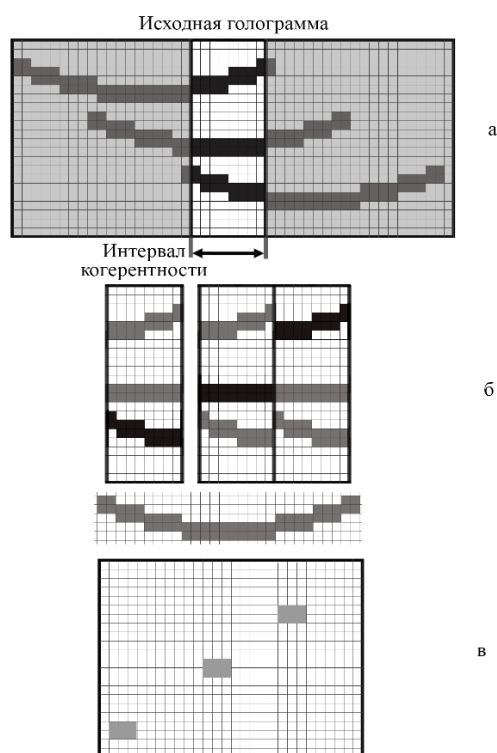 Исходная голограмма
а
Интервал
когерентности
б
в